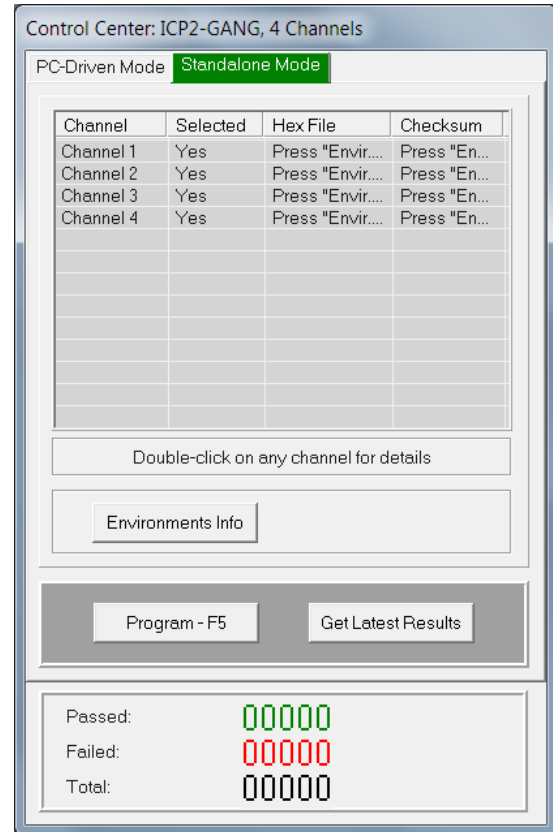 Control Center: ICP2-GANG, 4 Channels
PC-Driven Mode Standalone Mode
Channel Selected Hex File Checksum
Channel 1 Yes Press "Envir.... Press "En...
Channel 2 Yes Press "Envir.... Press "En...
Channel 3 Yes Press "Envir.... Press "En...
Channel 4 Yes Press "Envir.... Press "En...
Double-click on any channel for details
Environments Info
Program - F5 Get Latest Results
Passed: 00000
Failed: 00000
Total: 00000